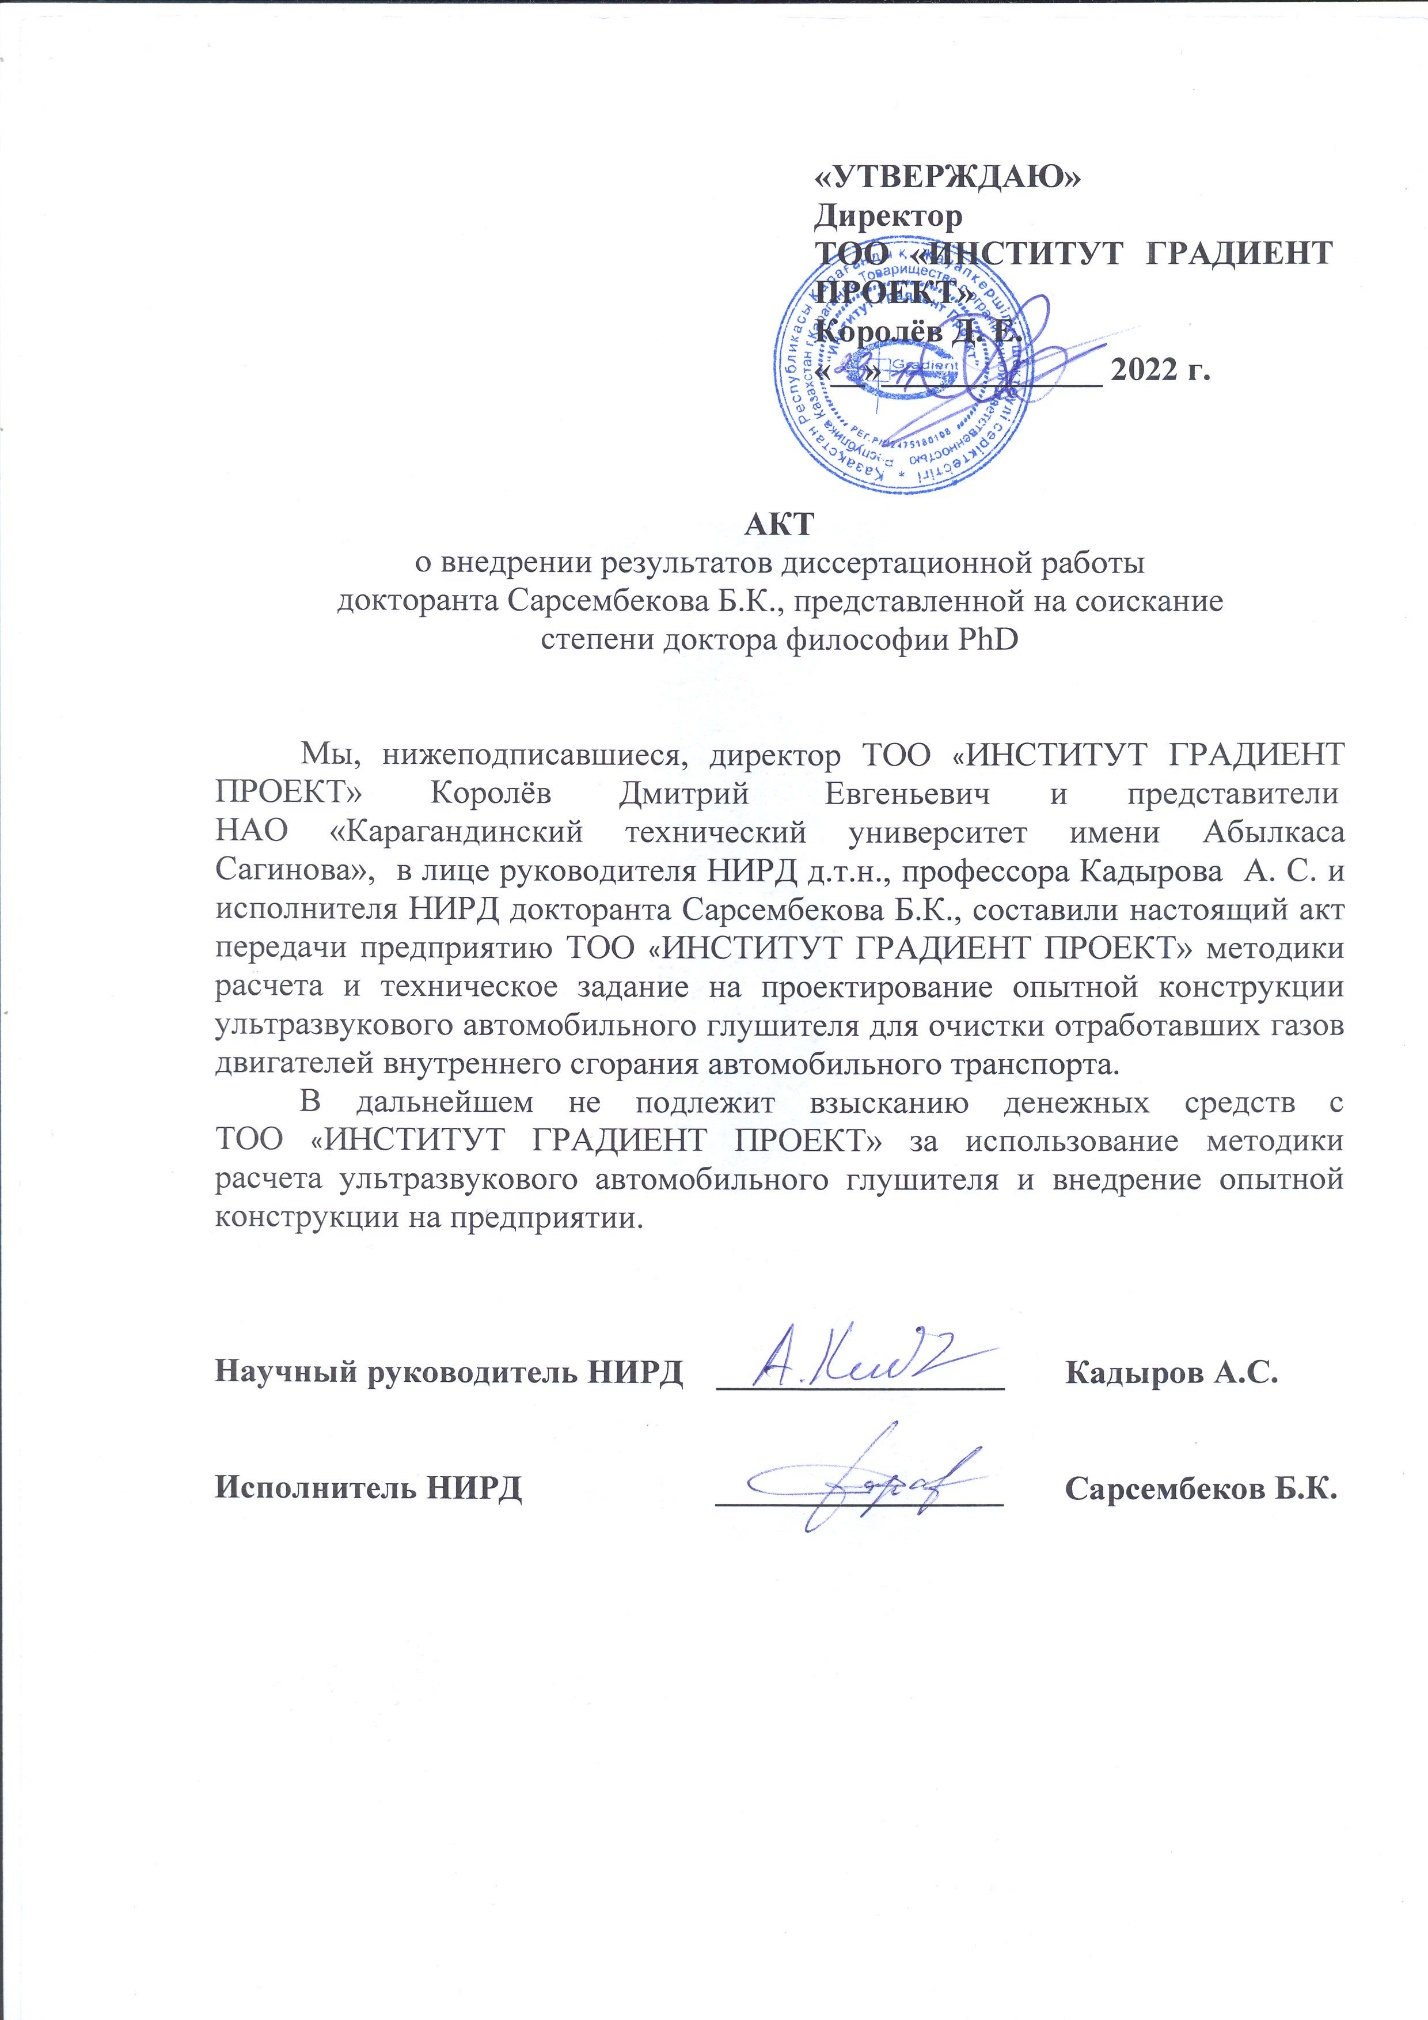 «УТВЕРЖДАЮ»
Директор
ТОО «ИНСТИТУТ ГРАДИЕНТ
ПРОЕКТ»
Королёв Д. Е.
«__»_____________ 2022 г.
Gradient
АКТ
о внедрении результатов диссертационной работы
докторанта Сарсембекова Б.К., представленной на соискание
степени доктора философии PhD
Мы, нижеподписавшиеся, директор ТОО «ИНСТИТУТ ГРАДИЕНТ
ПРОЕКТ» Королёв Дмитрий Евгеньевич и представители
НАО «Карагандинский технический университет имени Абылкаса
Сагинова», в лице руководителя НИРД д.т.н., профессора Кадырова А. С. и
исполнителя НИРД докторанта Сарсембекова Б.К., составили настоящий акт
передачи предприятию ТОО «ИНСТИТУТ ГРАДИЕНТ ПРОЕКТ» методики
расчета и техническое задание на проектирование опытной конструкции
ультразвукового автомобильного глушителя для очистки отработавших газов
двигателей внутреннего сгорания автомобильного транспорта.
В дальнейшем не подлежит взысканию денежных средств с
ТОО «ИНСТИТУТ ГРАДИЕНТ ПРОЕКТ» за использование методики
расчета ультразвукового автомобильного глушителя и внедрение опытной
конструкции на предприятии.
Научный руководитель НИРД ________________ Кадыров А.С.
Исполнитель НИРД ________________ Сарсембеков Б.К.